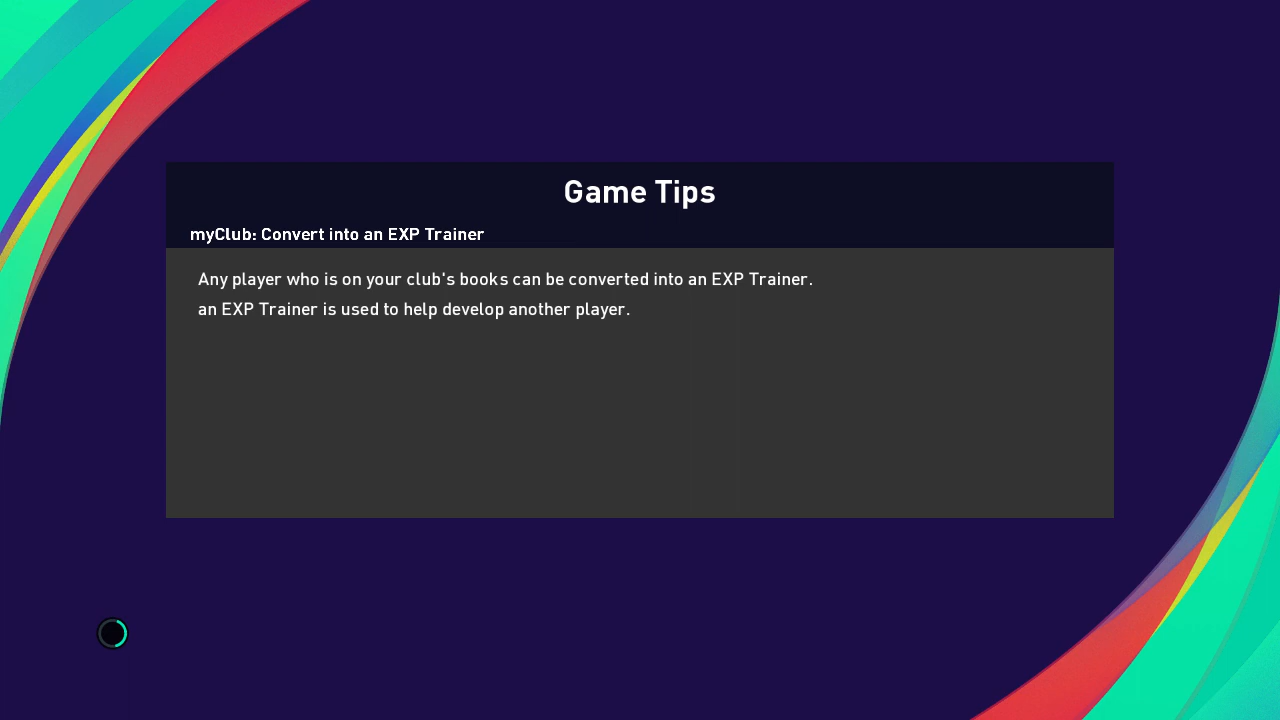 Game Tips
myClub: Convert into an EXP Trainer
Any player who is on your club's books can be converted into an EXP Trainer.
an EXP Trainer is used to help develop another player.